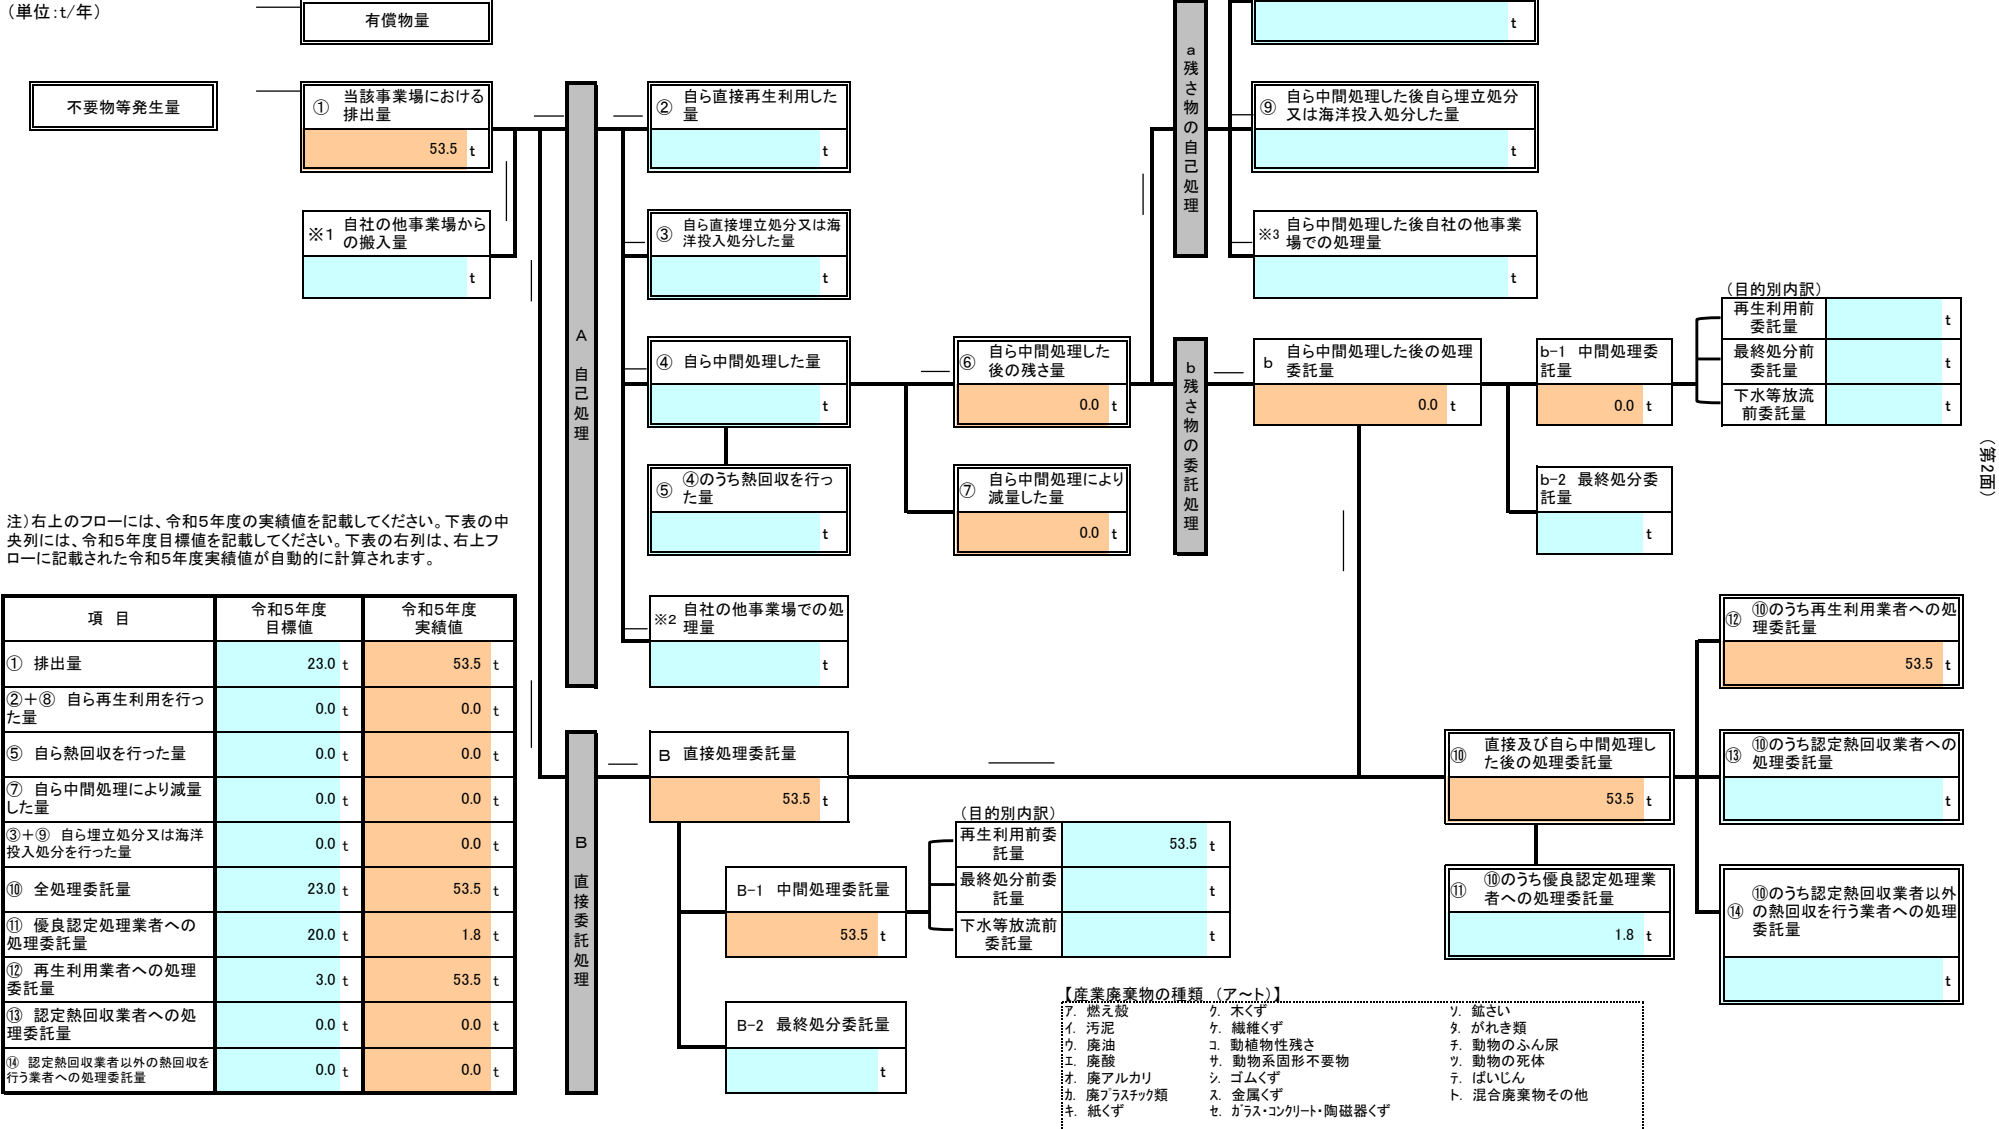 （単位:t/年）
有償物量
t
不要物等発生量
① 当該事業場における
排出量
53.5 t
※1 自社の他事業場から
の搬入量
t
A 自己処理
② 自ら直接再生利用した
量
t
③ 自ら直接埋立処分又は海
洋投入処分した量
t
④ 自ら中間処理した量
t
⑤ ④のうち熱回収を行っ
た量
t
※2 自社の他事業場での処
理量
t
⑥ 自ら中間処理した
後の残さ量
0.0 t
⑦ 自ら中間処理により
減量した量
0.0 t
a残さ物の自己処理
⑨ 自ら中間処理した後自ら埋立処分
又は海洋投入処分した量
t
※3 自ら中間処理した後自社の他事業
場での処理量
t
b残さ物の委託処理
b 自ら中間処理した後の処理
委託量
0.0 t
b-1 中間処理委
託量
0.0 t
b-2 最終処分委
託量
t
（目的別内訳）
再生利用前
委託量
t
最終処分前
委託量
t
下水等放流
前委託量
t
（第2面）
注）右上のフローには、令和5年度の実績値を記載してください。下表の中
央列には、令和5年度目標値を記載してください。下表の右列は、右上フ
ローに記載された令和5年度実績値が自動的に計算されます。
項 目 令和5年度
目標値 令和5年度
実績値
① 排出量 23.0 t 53.5 t
②＋⑧ 自ら再生利用を行っ
た量 0.0 t 0.0 t
⑤ 自ら熱回収を行った量 0.0 t 0.0 t
⑦ 自ら中間処理により減量
した量 0.0 t 0.0 t
③＋⑨ 自ら埋立処分又は海洋
投入処分を行った量 0.0 t 0.0 t
⑩ 全処理委託量 23.0 t 53.5 t
⑪ 優良認定処理業者への
処理委託量 20.0 t 1.8 t
⑫ 再生利用業者への処理
委託量 3.0 t 53.5 t
⑬ 認定熱回収業者への処
理委託量 0.0 t 0.0 t
⑭ 認定熱回収業者以外の熱回収を
行う業者への処理委託量 0.0 t 0.0 t
B 直接委託処理
B 直接処理委託量
53.5 t
B-1 中間処理委託量
53.5 t
B-2 最終処分委託量
t
（目的別内訳）
再生利用前委
託量
53.5 t
最終処分前委
託量
t
下水等放流前
委託量
t
⑩ 直接及び自ら中間処理し
た後の処理委託量
53.5 t
⑪ ⑩のうち優良認定処理業
者への処理委託量
1.8 t
⑫ ⑩のうち再生利用業者への処
理委託量
53.5 t
⑬ ⑩のうち認定熱回収業者への
処理委託量
t
⑭ ⑩のうち認定熱回収業者以外
の熱回収を行う業者への処理
委託量
t
【産業廃棄物の種類 （ア～ト）】
ア. 燃え殻 ク. 木くず ソ. 鉱さい
イ. 汚泥 ケ. 繊維くず タ. がれき類
ウ. 廃油 コ. 動植物性残さ チ. 動物のふん尿
エ. 廃酸 サ. 動物系固形不要物 ツ. 動物の死体
オ. 廃アルカリ シ. ゴムくず テ. ばいじん
カ. 廃プラスチック類 ス. 金属くず ト. 混合廃棄物その他
キ. 紙くず セ. ガラス・コンクリート・陶磁器くず